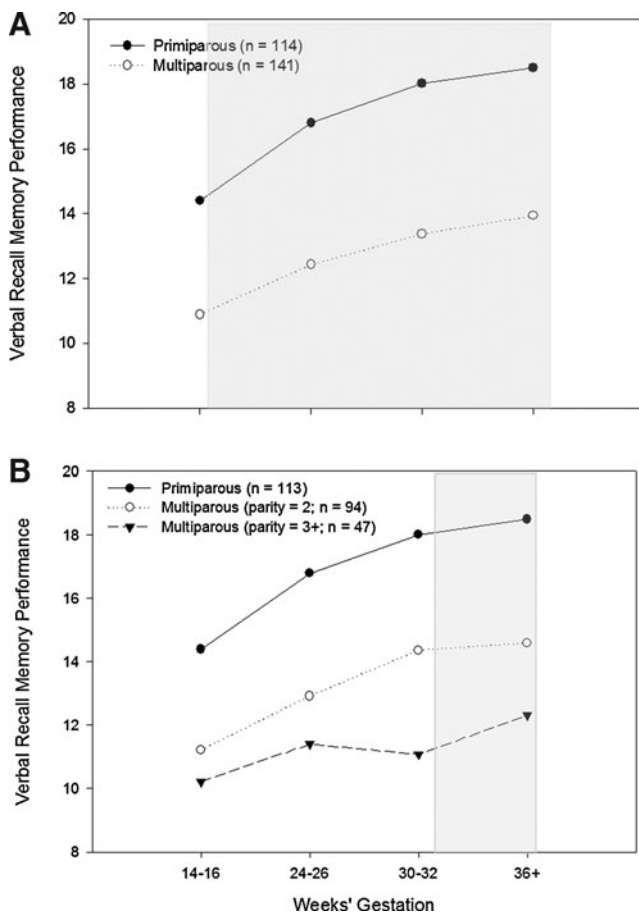 A
20
18
16
14
12
10
8
Verbal Recall Memory Performance
Primiparous (n = 114)
Multiparous (n = 141)
B
20
18
16
14
12
10
8
Verbal Recall Memory Performance
Primiparous (n = 113)
Multiparous (parity = 2; n = 94)
Multiparous (parity = 3+; n = 47)
14-16 24-26 30-32 36+
Weeks' Gestation